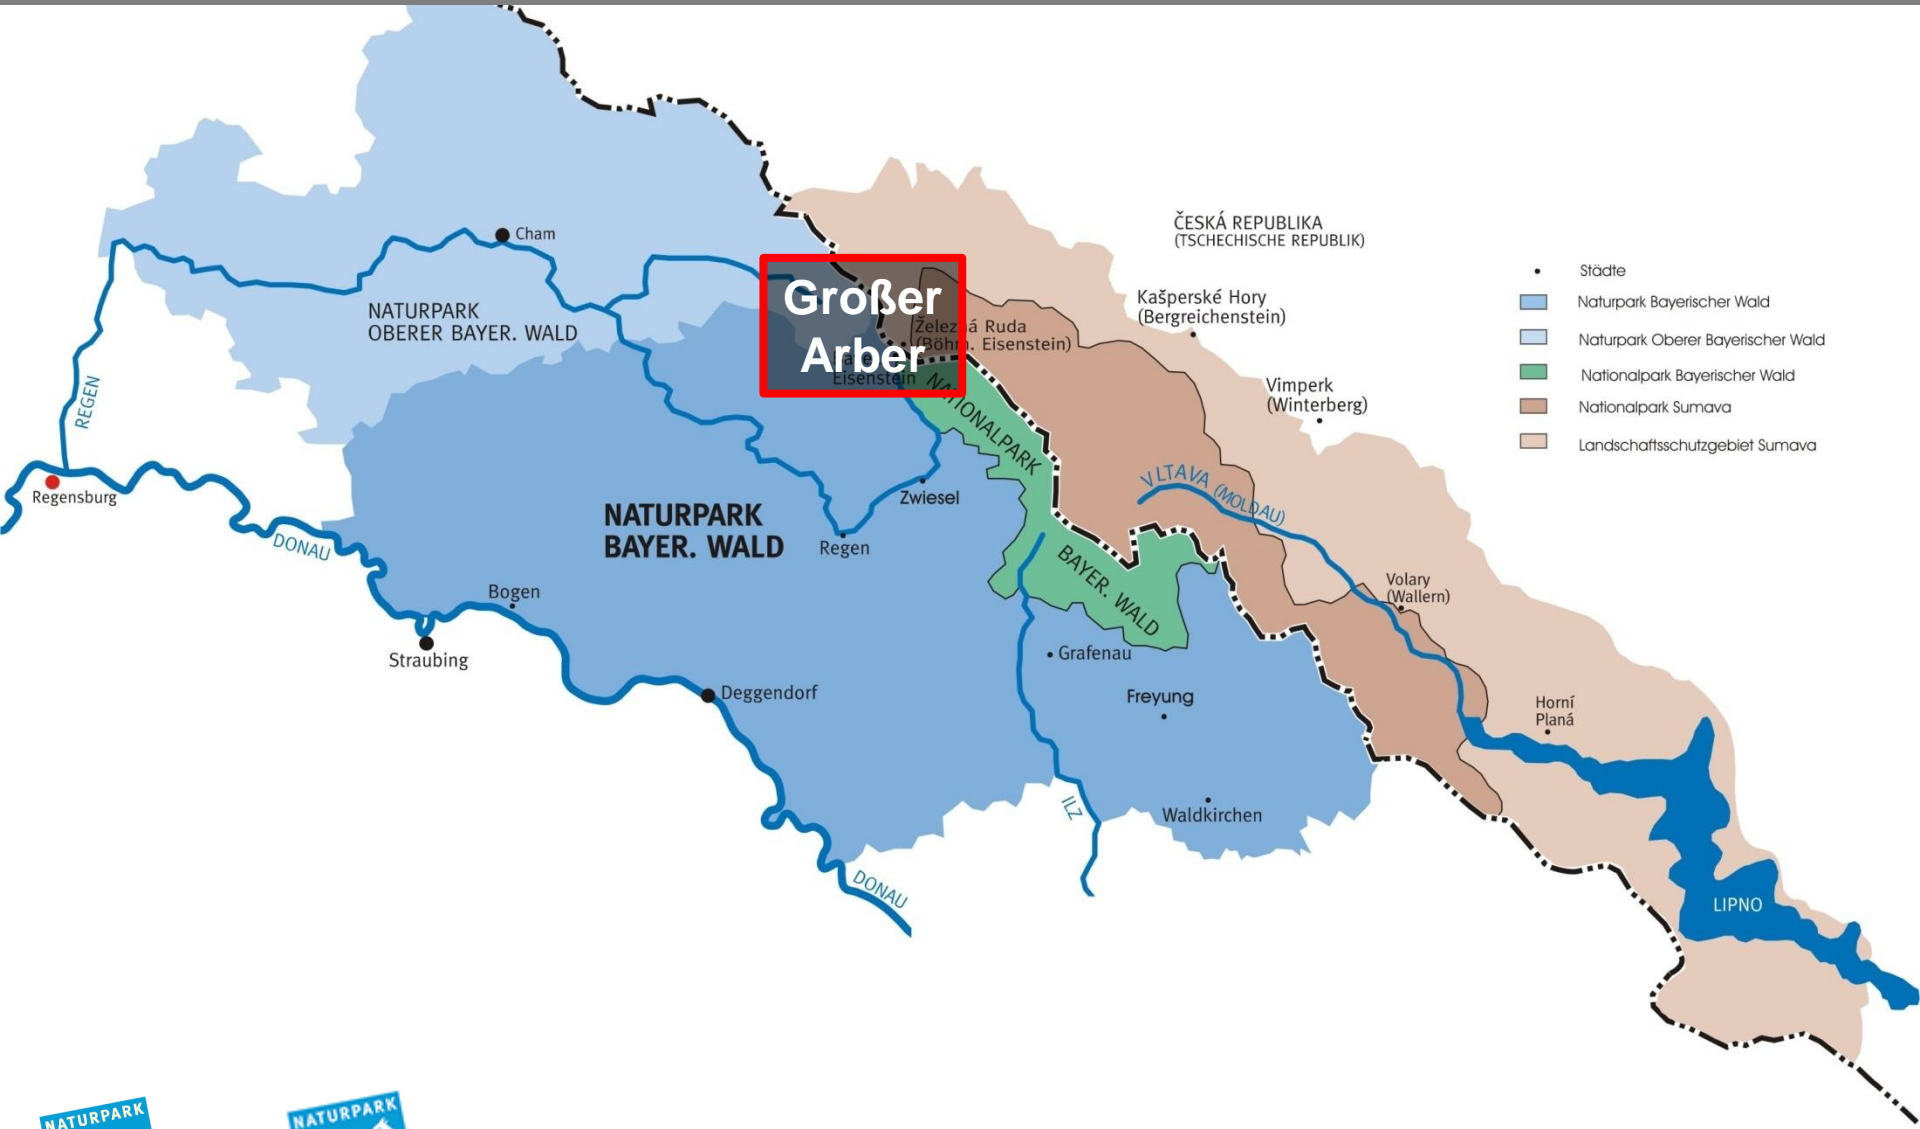 Cham
NATURPARK
OBERER BAYER. WALD
REGEN
Regensburg
DONAU
Großer
Arber
Železná Ruda
(Böhm. Eisenstein)
Eisenstein
ČESKÁ REPUBLIKA
(TSCHECHISCHE REPUBLIK)
Kašperské Hory
(Bergreichenstein)
Vimperk
(Winterberg)
Städte
Naturpark Bayerischer Wald
Naturpark Oberer Bayerischer Wald
Nationalpark Bayerischer Wald
Nationalpark Sumava
Landschaftsschutzgebiet Sumava
NATIONALPARK
BAYER. WALD
VLTAVA (MOLDAU)
Zwiesel
NATURPARK
BAYER. WALD
Regen
Bogen
Straubing
Deggendorf
Grafenau
Freyung
Waldkirchen
ILZ
DONAU
Volary
(Wallern)
Horní
Planá
LIPNO
NATURPARK
NATURPARK